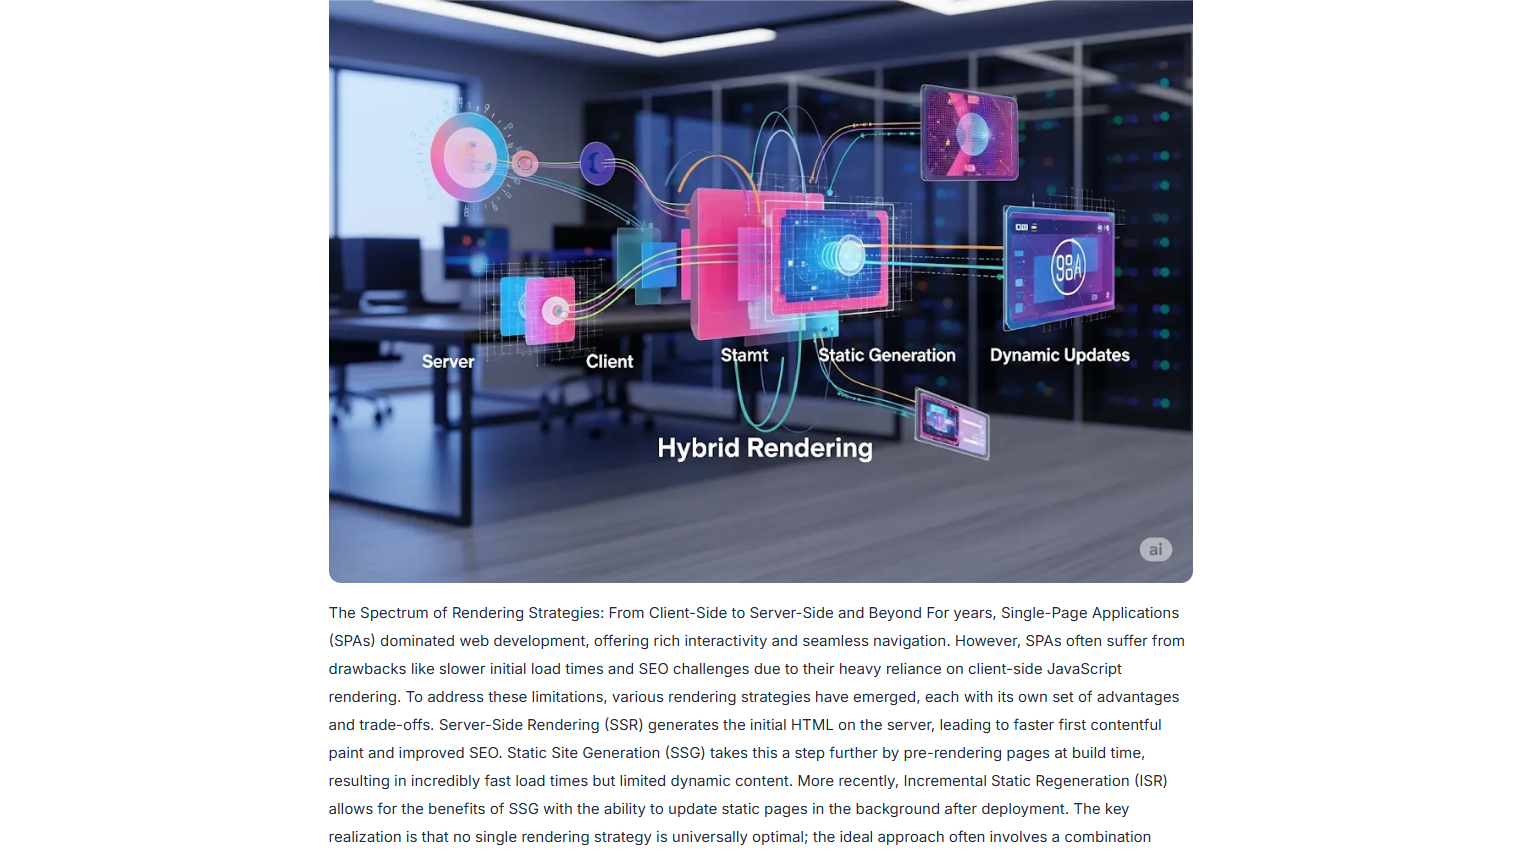 Server
Client
Stamt
Static Generation
Dynamic Updates
Hybrid Rendering
ai
The Spectrum of Rendering Strategies: From Client-Side to Server-Side and Beyond For years, Single-Page Applications
(SPAs) dominated web development, offering rich interactivity and seamless navigation. However, SPAs often suffer from
drawbacks like slower initial load times and SEO challenges due to their heavy reliance on client-side JavaScript
rendering. To address these limitations, various rendering strategies have emerged, each with its own set of advantages
and trade-offs. Server-Side Rendering (SSR) generates the initial HTML on the server, leading to faster first contentful
paint and improved SEO. Static Site Generation (SSG) takes this a step further by pre-rendering pages at build time,
resulting in incredibly fast load times but limited dynamic content. More recently, Incremental Static Regeneration (ISR)
allows for the benefits of SSG with the ability to update static pages in the background after deployment. The key
realization is that no single rendering strategy is universally optimal; the ideal approach often involves a combination